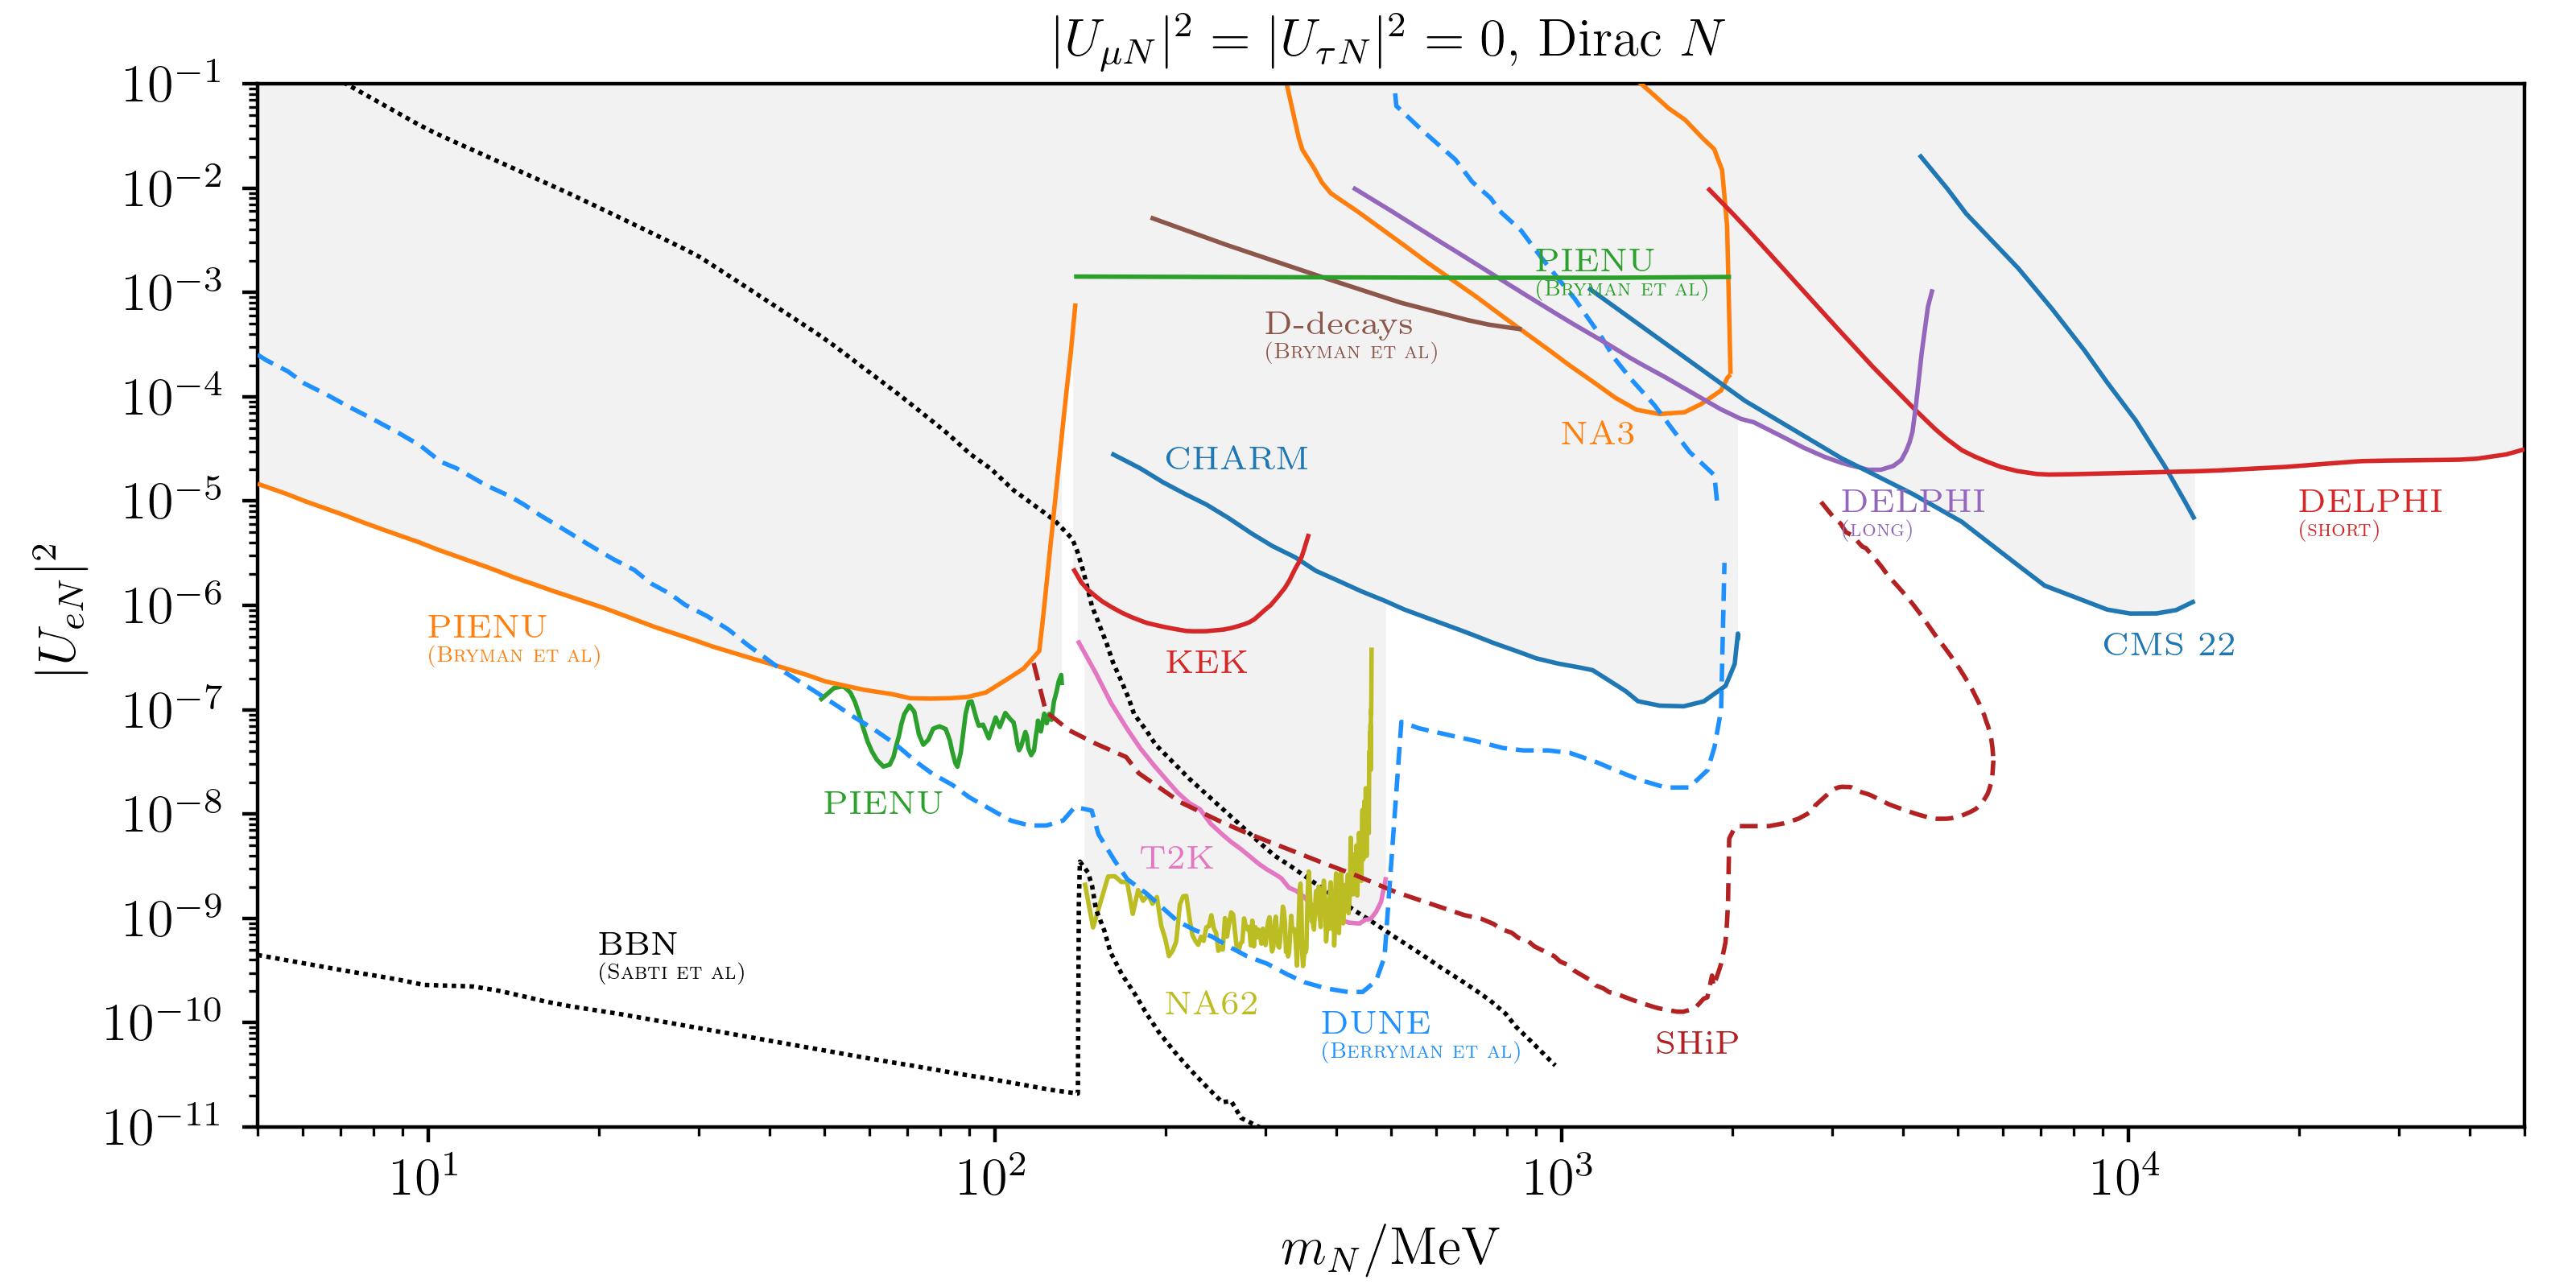 |U_{μN}|^2 = |U_{τN}|^2 = 0, Dirac N
10^{-1}
10^{-2}
10^{-3}
10^{-4}
10^{-5}
10^{-6}
10^{-7}
10^{-8}
10^{-9}
10^{-10}
10^{-11}
|U_{eN}|^2
PIENU
(Bryman et al)
D-decays
(Bryman et al)
NA3
CHARM
DELPHI
(long)
DELPHI
(short)
PIENU
(Bryman et al)
KEK
CMS 22
PIENU
T2K
BBN
(Sabti et al)
NA62
DUNE
(Berryman et al)
SHiP
10^1
10^2
10^3
10^4
m_N/MeV